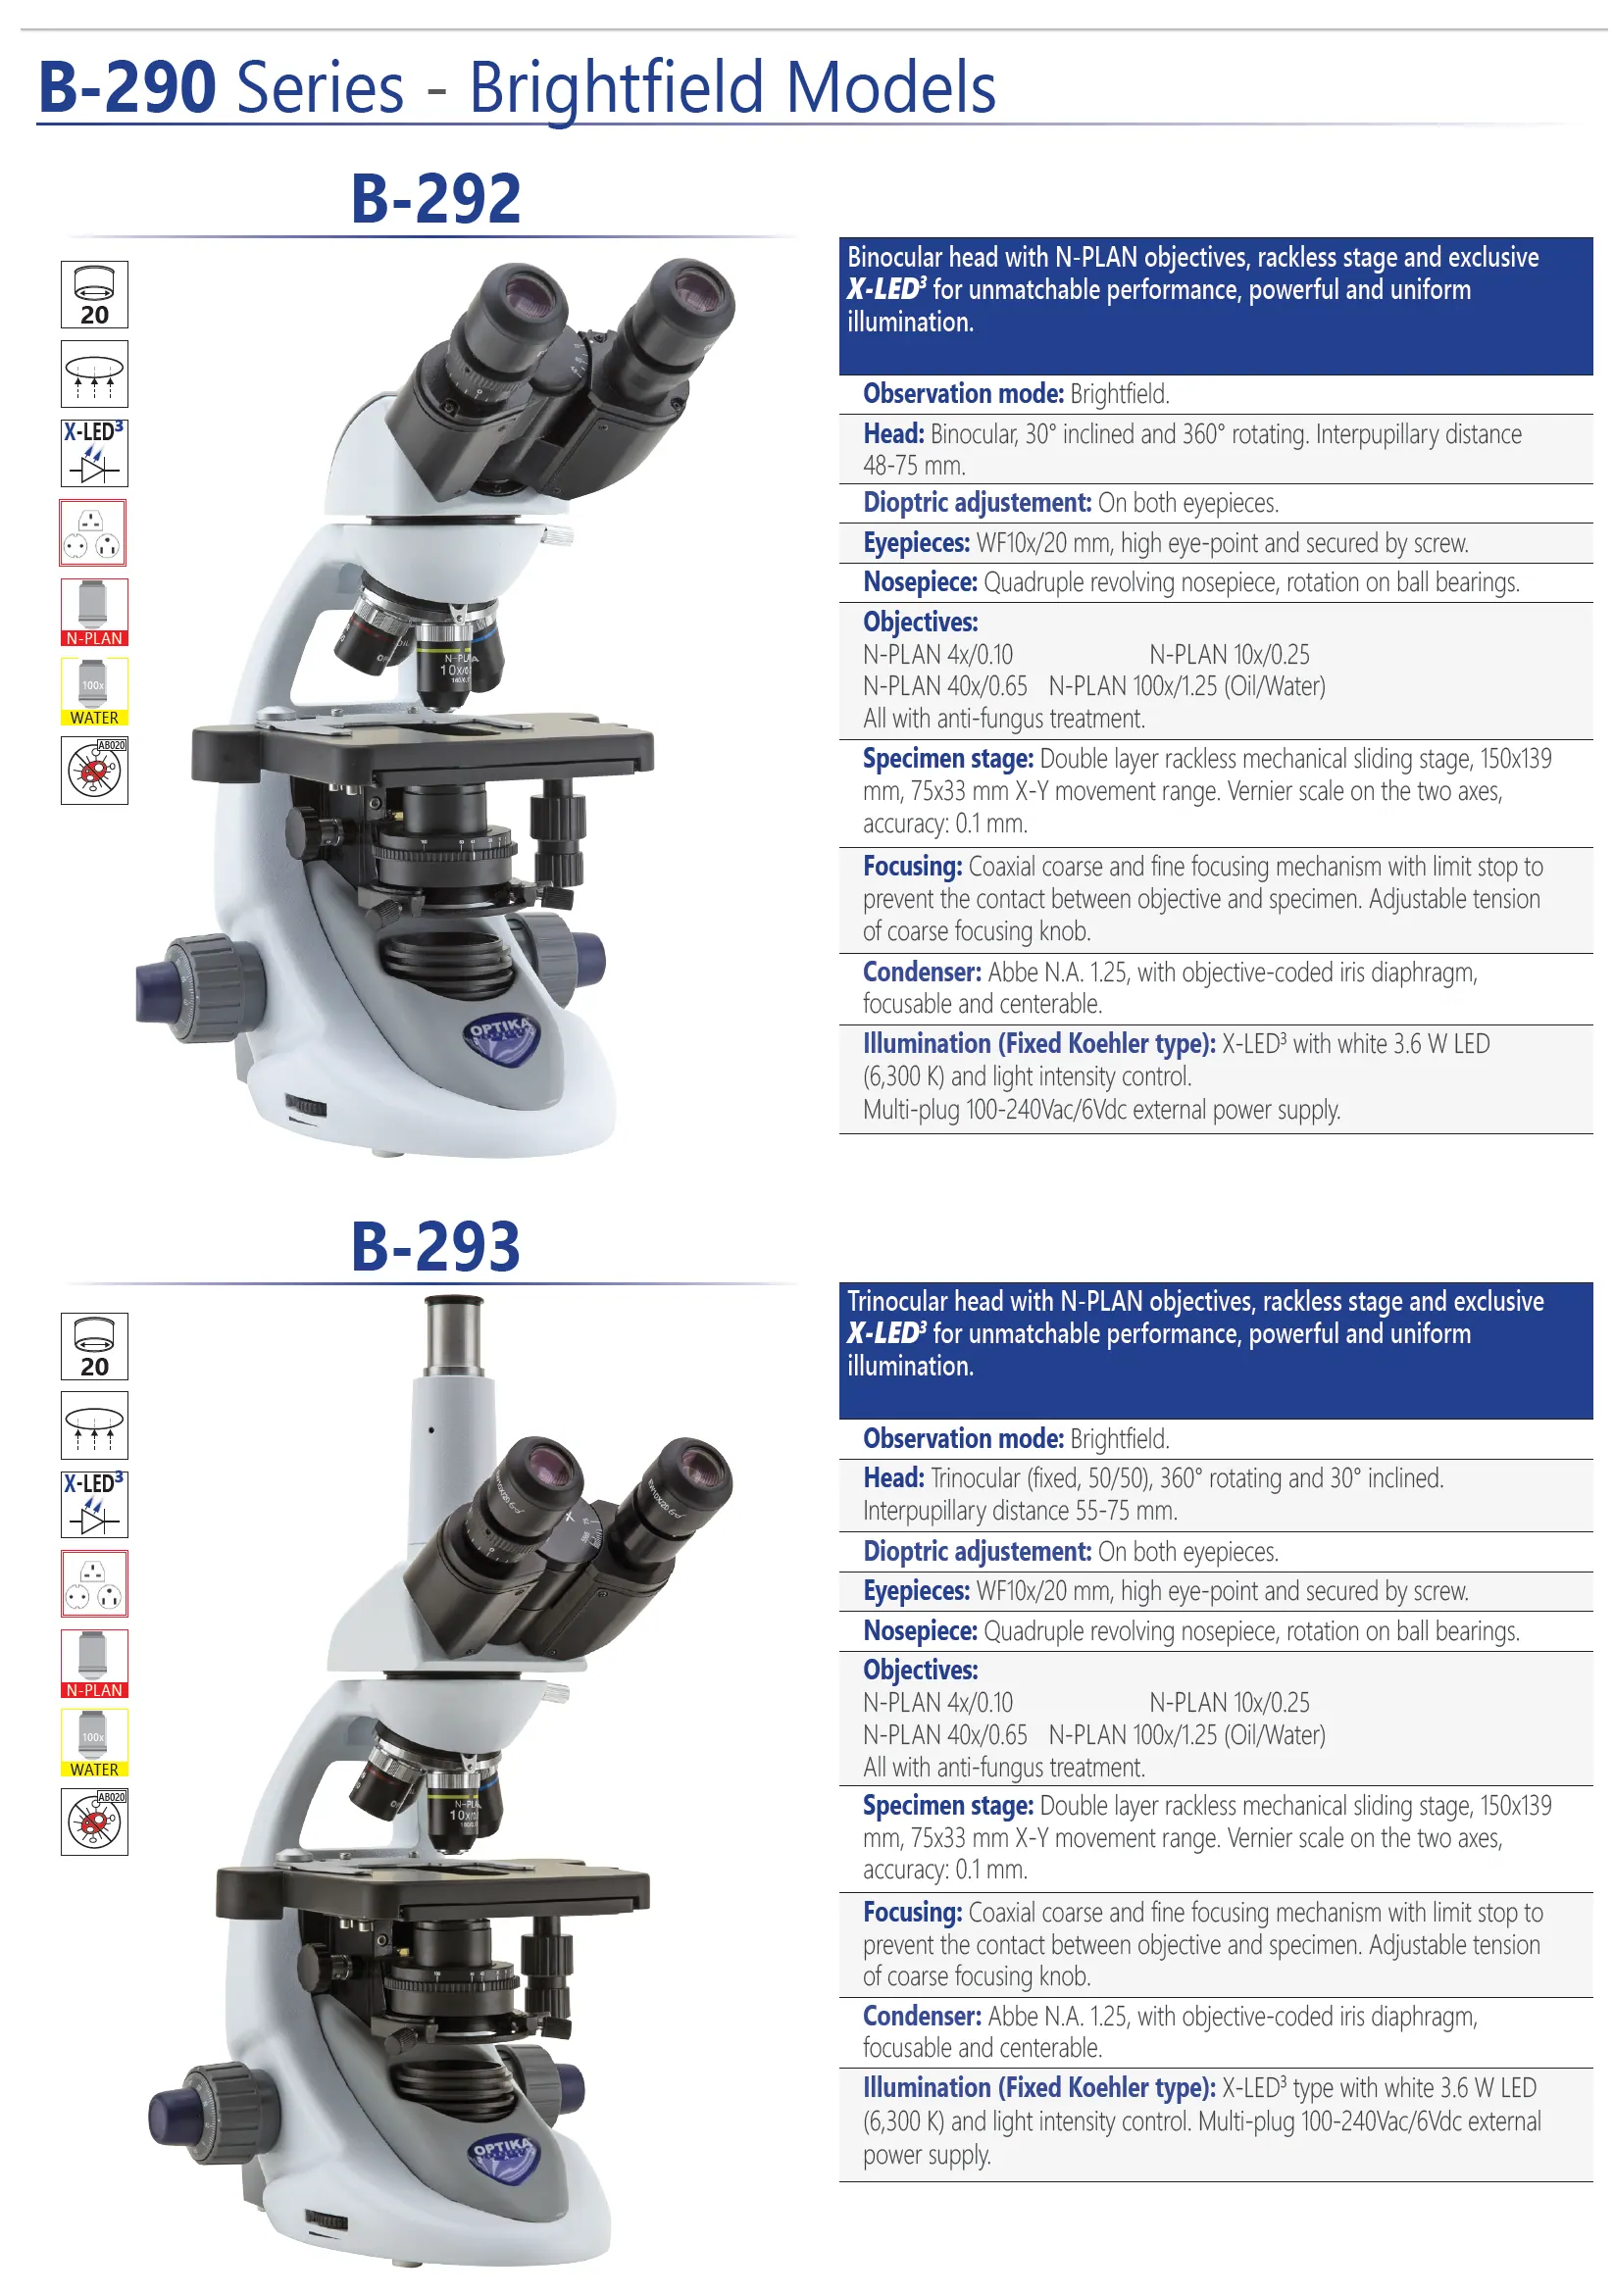 B-290 Series - Brightfield Models
B-292
20
X-LED³
N-PLAN
100x
WATER
AB020
N-PLAN
10x/0.
OPTIKA
Binocular head with N-PLAN objectives, rackless stage and exclusive
X-LED³ for unmatchable performance, powerful and uniform
illumination.
Observation mode: Brightfield.
Head: Binocular, 30° inclined and 360° rotating. Interpupillary distance
48-75 mm.
Dioptric adjustement: On both eyepieces.
Eyepieces: WF10x/20 mm, high eye-point and secured by screw.
Nosepiece: Quadruple revolving nosepiece, rotation on ball bearings.
Objectives:
N-PLAN 4x/0.10 N-PLAN 10x/0.25
N-PLAN 40x/0.65 N-PLAN 100x/1.25 (Oil/Water)
All with anti-fungus treatment.
Specimen stage: Double layer rackless mechanical sliding stage, 150x139
mm, 75x33 mm X-Y movement range. Vernier scale on the two axes,
accuracy: 0.1 mm.
Focusing: Coaxial coarse and fine focusing mechanism with limit stop to
prevent the contact between objective and specimen. Adjustable tension
of coarse focusing knob.
Condenser: Abbe N.A. 1.25, with objective-coded iris diaphragm,
focusable and centerable.
Illumination (Fixed Koehler type): X-LED³ with white 3.6 W LED
(6,300 K) and light intensity control.
Multi-plug 100-240Vac/6Vdc external power supply.
B-293
20
X-LED³
N-PLAN
100x
WATER
AB020
N-PLA
10x/0.
OPTIKA
Trinocular head with N-PLAN objectives, rackless stage and exclusive
X-LED³ for unmatchable performance, powerful and uniform
illumination.
Observation mode: Brightfield.
Head: Trinocular (fixed, 50/50), 360° rotating and 30° inclined.
Interpupillary distance 55-75 mm.
Dioptric adjustement: On both eyepieces.
Eyepieces: WF10x/20 mm, high eye-point and secured by screw.
Nosepiece: Quadruple revolving nosepiece, rotation on ball bearings.
Objectives:
N-PLAN 4x/0.10 N-PLAN 10x/0.25
N-PLAN 40x/0.65 N-PLAN 100x/1.25 (Oil/Water)
All with anti-fungus treatment.
Specimen stage: Double layer rackless mechanical sliding stage, 150x139
mm, 75x33 mm X-Y movement range. Vernier scale on the two axes,
accuracy: 0.1 mm.
Focusing: Coaxial coarse and fine focusing mechanism with limit stop to
prevent the contact between objective and specimen. Adjustable tension
of coarse focusing knob.
Condenser: Abbe N.A. 1.25, with objective-coded iris diaphragm,
focusable and centerable.
Illumination (Fixed Koehler type): X-LED³ type with white 3.6 W LED
(6,300 K) and light intensity control. Multi-plug 100-240Vac/6Vdc external
power supply.